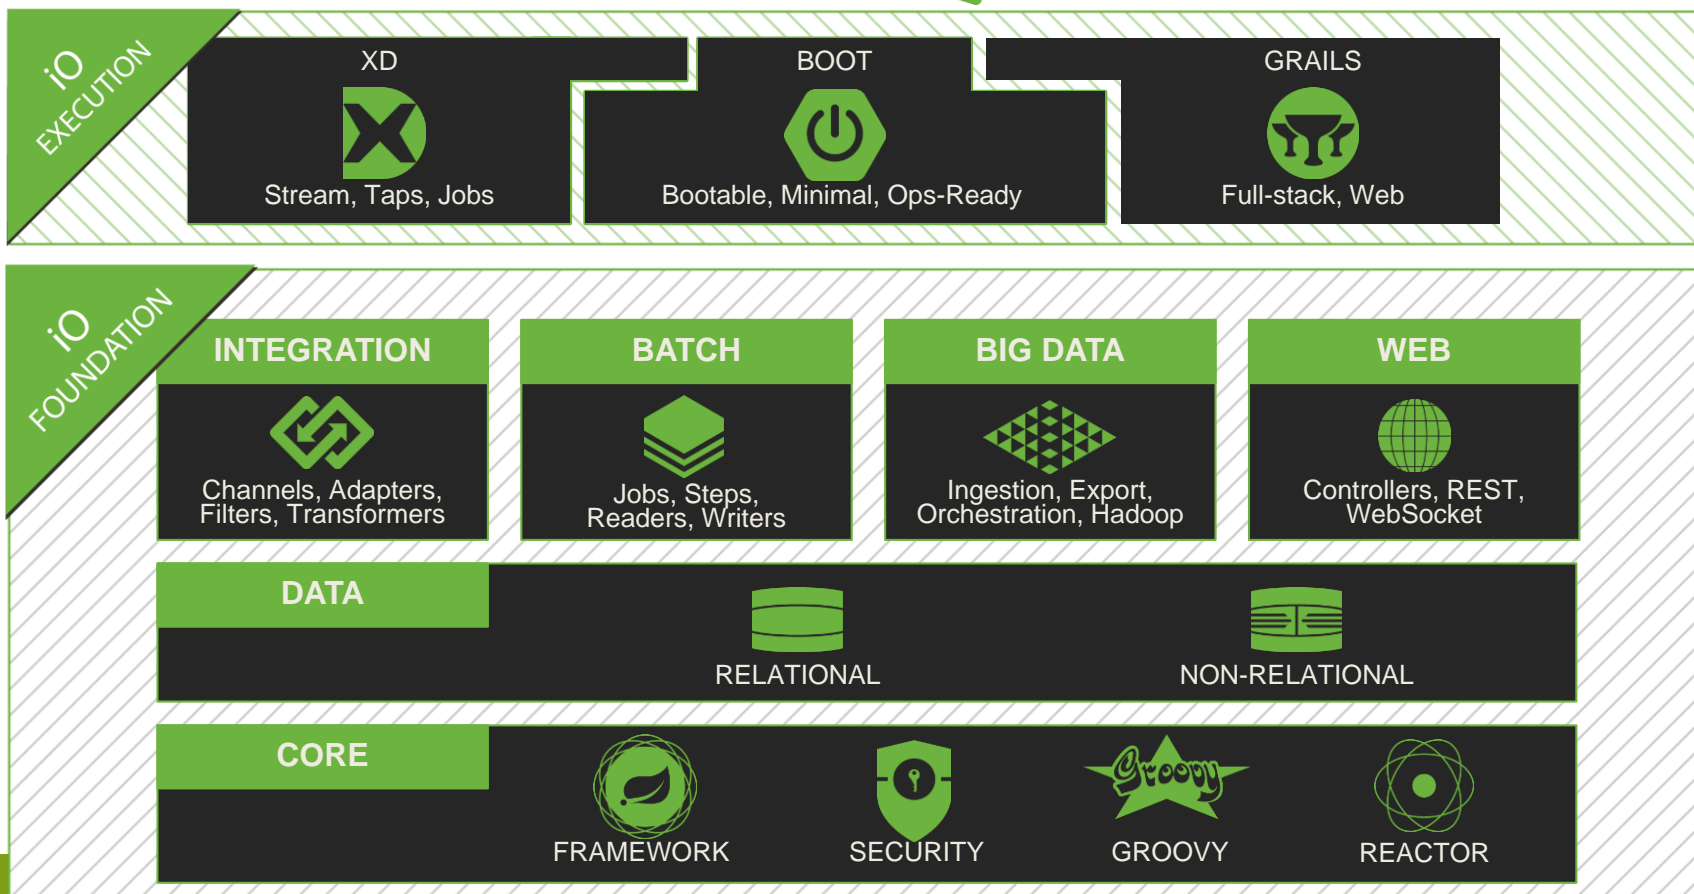 iO
EXECUTION
XD
Stream, Taps, Jobs
BOOT
Bootable, Minimal, Ops-Ready
GRAILS
Full-stack, Web
iO
FOUNDATION
INTEGRATION
Channels, Adapters,
Filters, Transformers
BATCH
Jobs, Steps,
Readers, Writers
BIG DATA
Ingestion, Export,
Orchestration, Hadoop
WEB
Controllers, REST,
WebSocket
DATA
RELATIONAL
NON-RELATIONAL
CORE
FRAMEWORK
SECURITY
Groovy
GROOVY
REACTOR